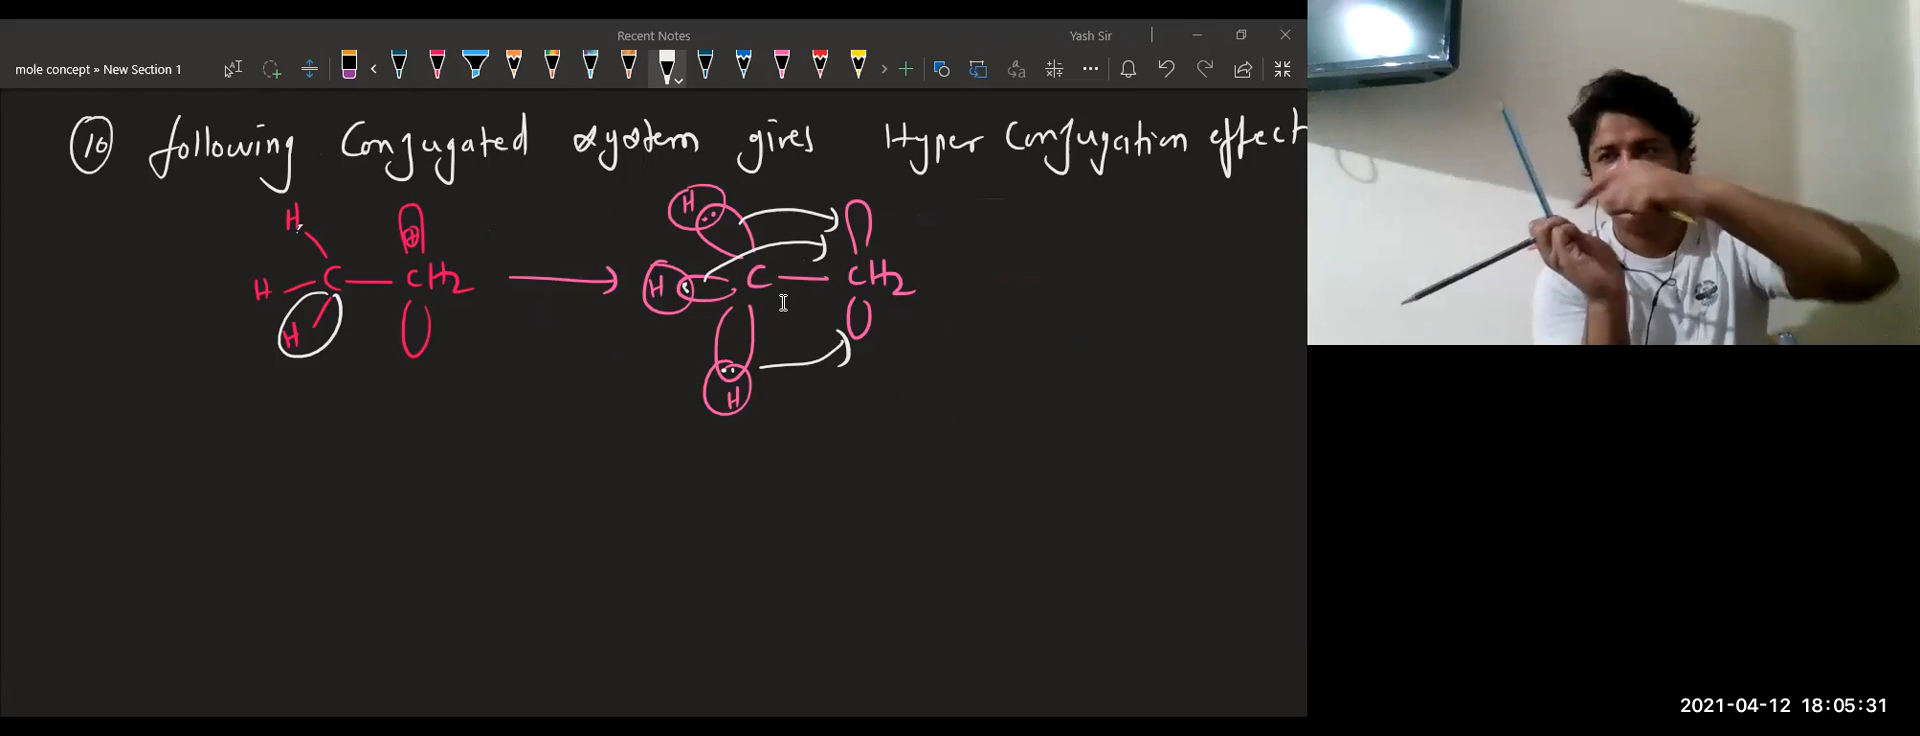 Recent Notes
Yash Sir
mole concept » New Section 1
10 following Conjugated system gives Hyper Conjugation effect
H
H C CH2
H
H
H C CH2
H
2021-04-12 18:05:31